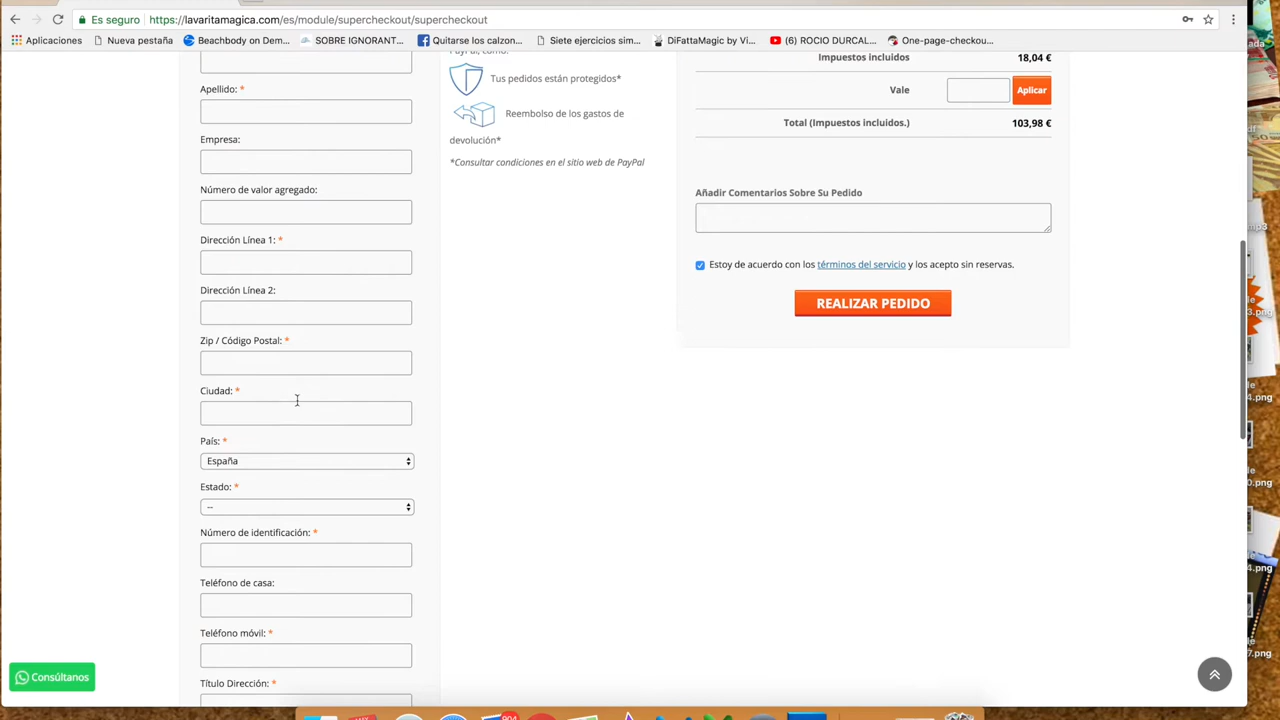 Es seguro https://lavaritamagica.com/es/module/supercheckout/supercheckout
Aplicaciones Nueva pestaña Beachbody on Dem... SOBRE IGNORANT... Quitarse los calzon... Siete ejercicios sim... DiFattaMagic by Vi... (6) ROCIO DURCAL... One-page-checkou...
Apellido: *
Empresa:
Número de valor agregado:
Dirección Línea 1: *
Dirección Línea 2:
Zip / Código Postal: *
Ciudad: *
País: *
España
Estado: *
--
Número de identificación: *
Teléfono de casa:
Teléfono móvil: *
Título Dirección: *
Tus pedidos están protegidos*
Reembolso de los gastos de
devolución*
*Consultar condiciones en el sitio web de PayPal
Impuestos incluidos 18,04 €
Vale Aplicar
Total (Impuestos incluidos.) 103,98 €
Añadir Comentarios Sobre Su Pedido
Estoy de acuerdo con los términos del servicio y los acepto sin reservas.
REALIZAR PEDIDO
Consúltanos
904